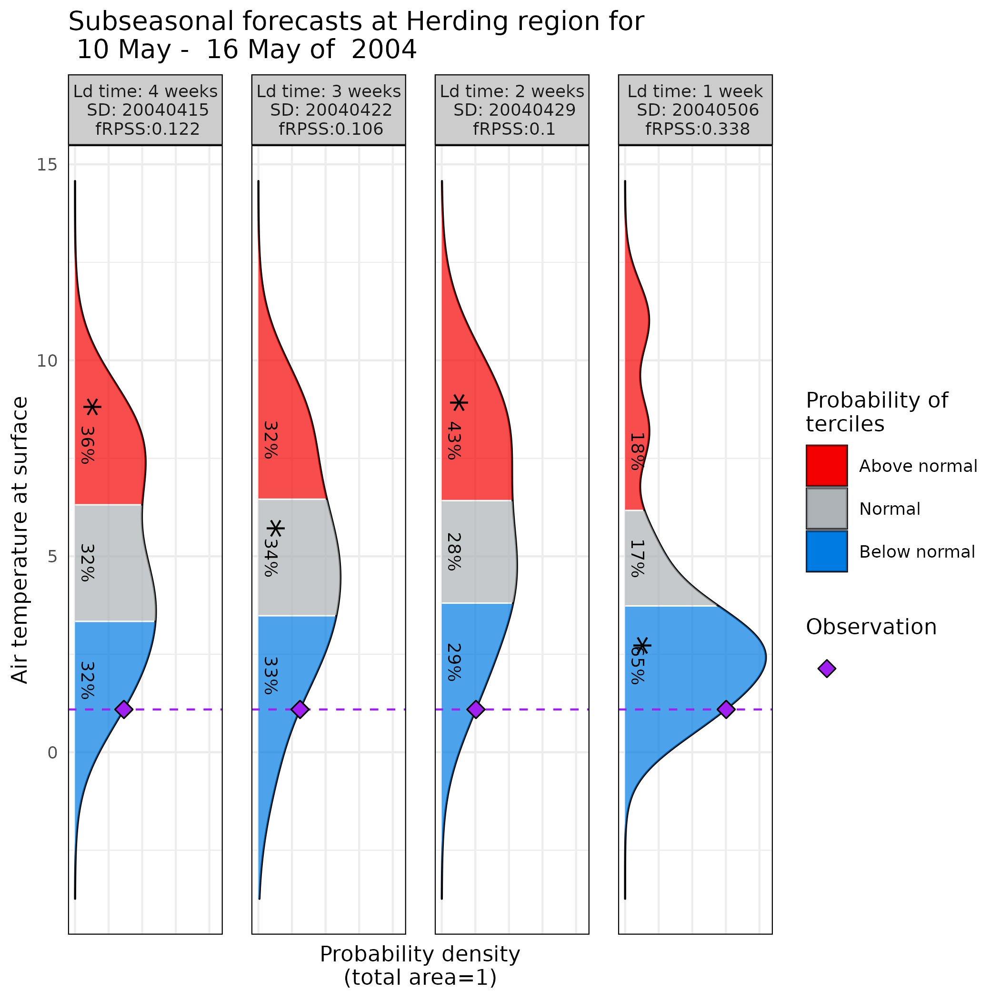 Subseasonal forecasts at Herding region for
10 May - 16 May of 2004
Ld time: 4 weeks
SD: 20040415
fRPSS:0.122
Ld time: 3 weeks
SD: 20040422
fRPSS:0.106
Ld time: 2 weeks
SD: 20040429
fRPSS:0.1
Ld time: 1 week
SD: 20040506
fRPSS:0.338
Air temperature at surface
15
10
5
0
* 36%
32%
32%
32%
* 34%
33%
* 43%
28%
29%
18%
17%
* 65%
Probability density
(total area=1)
Probability of
terciles
Above normal
Normal
Below normal
Observation